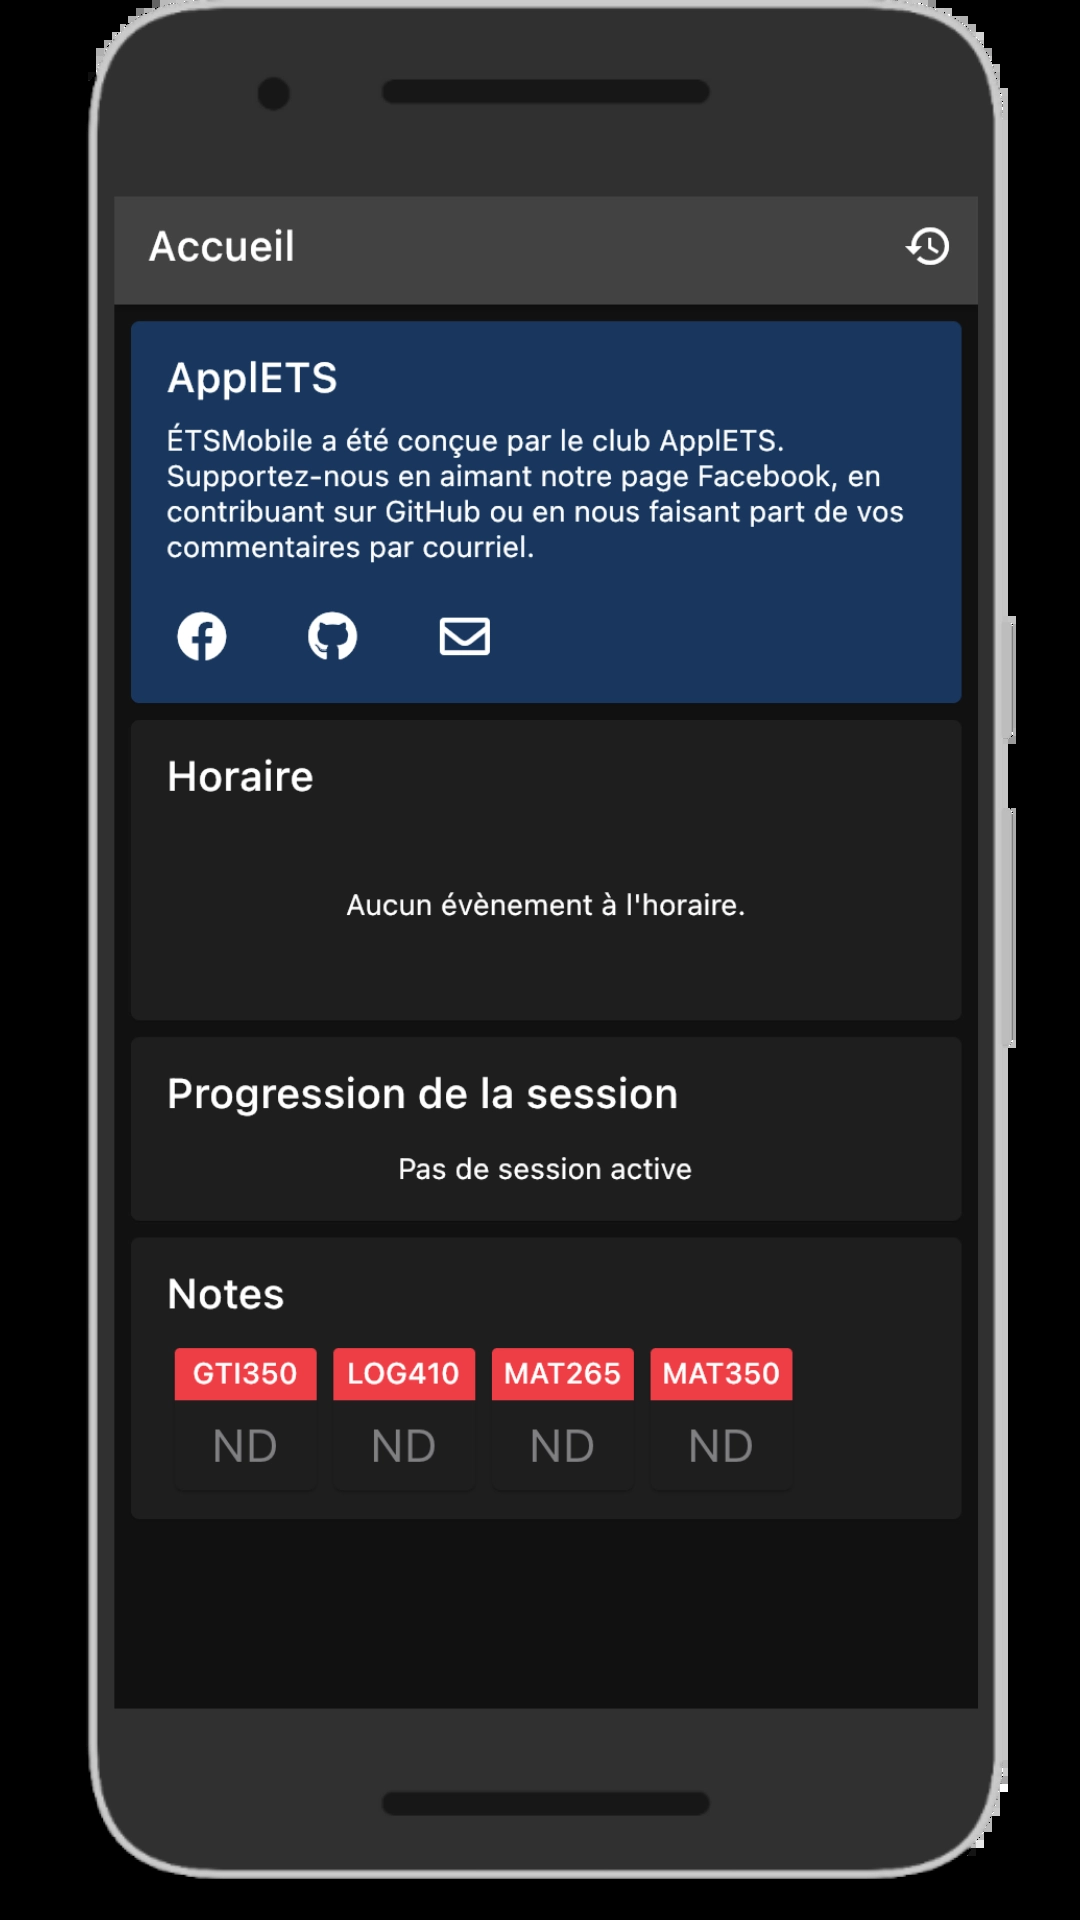 Accueil
ApplETS
ÉTSMobile a été conçue par le club ApplETS.
Supportez-nous en aimant notre page Facebook, en
contribuant sur GitHub ou en nous faisant part de vos
commentaires par courriel.
Horaire
Aucun évènement à l'horaire.
Progression de la session
Pas de session active
Notes
GTI350 LOG410 MAT265 MAT350
ND ND ND ND